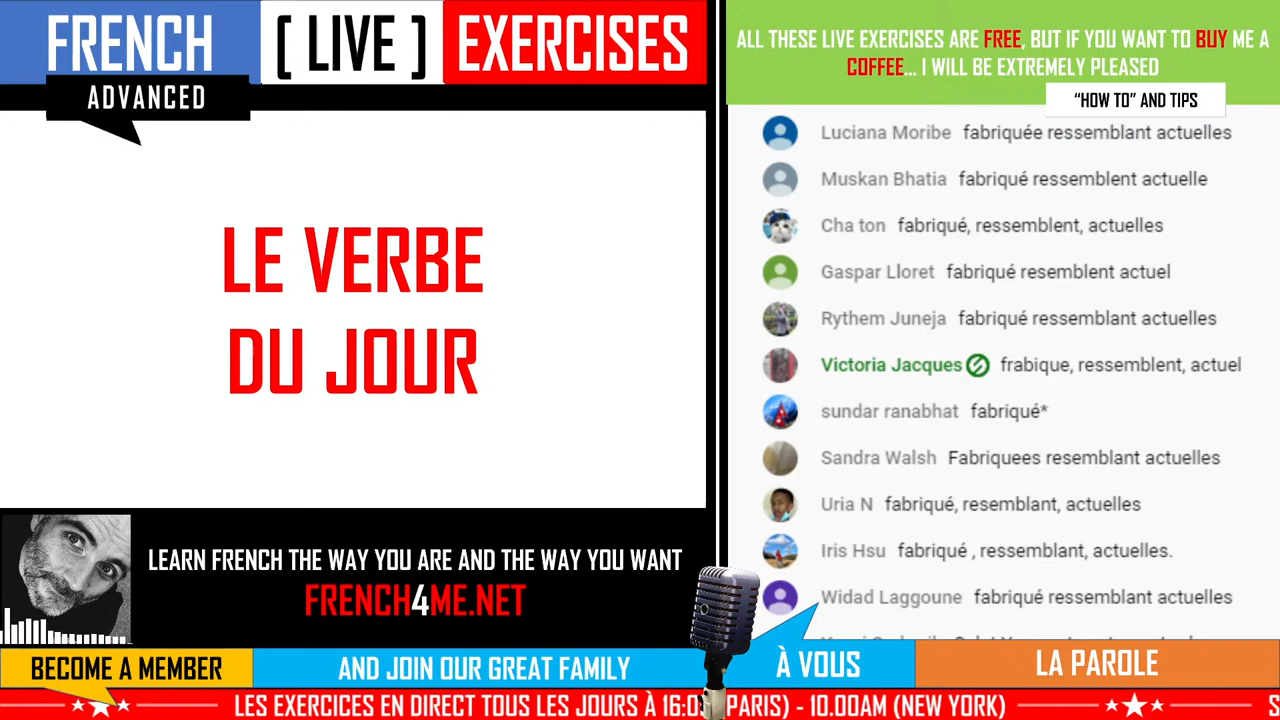 FRENCH [ LIVE ] EXERCISES
ADVANCED
LE VERBE
DU JOUR
LEARN FRENCH THE WAY YOU ARE AND THE WAY YOU WANT
FRENCH4ME.NET
ALL THESE LIVE EXERCISES ARE FREE, BUT IF YOU WANT TO BUY ME A
COFFEE... I WILL BE EXTREMELY PLEASED
“HOW TO” AND TIPS
Luciana Moribe fabriquée ressemblant actuelles
Muskan Bhatia fabriqué ressemblent actuelle
Cha ton fabriqué, ressemblent, actuelles
Gaspar Lloret fabriqué resemblent actuel
Rythem Juneja fabriqué ressemblant actuelles
Victoria Jacques frabique, ressemblent, actuel
sundar ranabhat fabriqué*
Sandra Walsh Fabriquees resemblant actuelles
Uria N fabriqué, resemblant, actuelles
Iris Hsu fabriqué , ressemblant, actuelles.
Widad Laggoune fabriqué ressemblant actuelles
BECOME A MEMBER AND JOIN OUR GREAT FAMILY À VOUS LA PAROLE
LES EXERCICES EN DIRECT TOUS LES JOURS À (PARIS) - 10.00AM (NEW YORK)